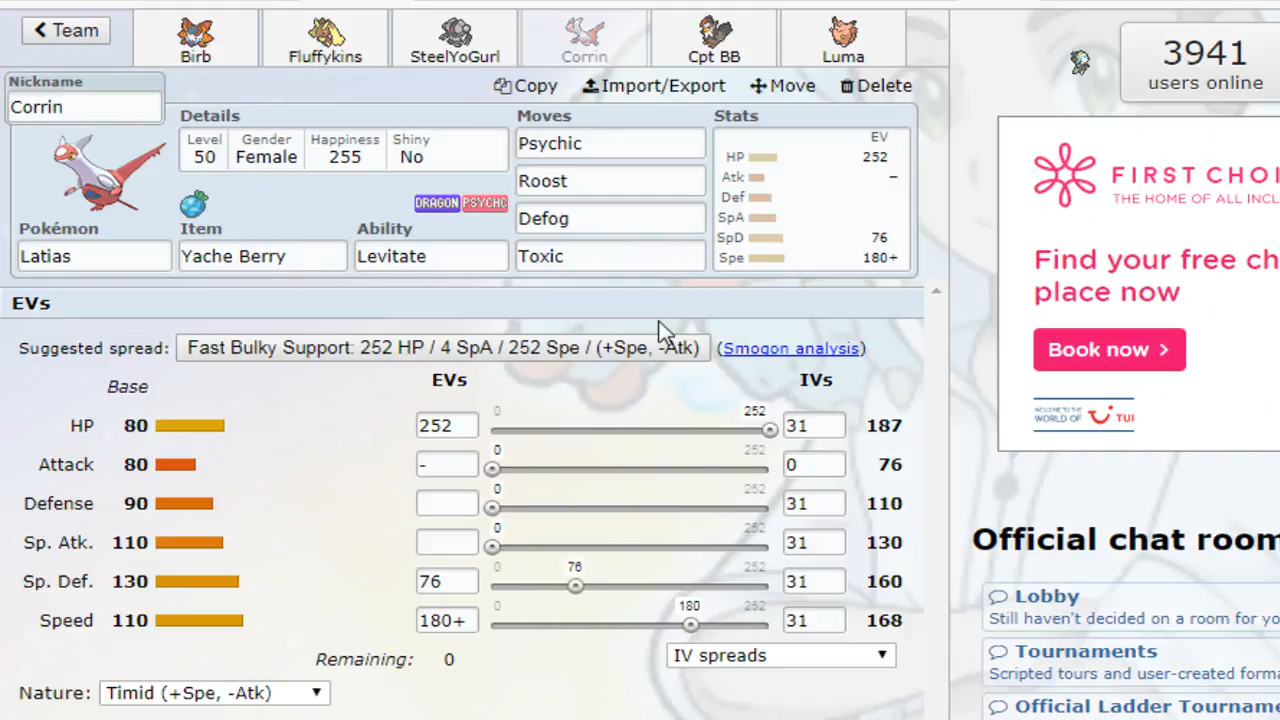 Team
Birb
Fluffykins
SteelYoGurl
Corrin
Cpt BB
Luma
3941
users online
Nickname
Corrin
Copy
Import/Export
Move
Delete
Details
Level
50
Gender
Female
Happiness
255
Shiny
No
DRAGON
PSYCHC
Pokémon
Latias
Item
Yache Berry
Ability
Levitate
Moves
Psychic
Roost
Defog
Toxic
Stats
EV
HP 252
Atk –
Def
SpA
SpD 76
Spe 180+
EVs
Suggested spread: Fast Bulky Support: 252 HP / 4 SpA / 252 Spe / (+Spe, -Atk) (Smogon analysis)
Base EVs IVs
HP 80 252 0 252 31 187
Attack 80 - 0 252 0 76
Defense 90 0 252 31 110
Sp. Atk. 110 0 252 31 130
Sp. Def. 130 76 0 76 252 31 160
Speed 110 180+ 0 180 252 31 168
Remaining: 0
IV spreads
Nature: Timid (+Spe, -Atk)
FIRST CHOI
THE HOME OF ALL INCL
Find your free ch
place now
Book now
WELCOME TO THE
WORLD OF TUI
Official chat room
Lobby
Still haven't decided on a room for yo
Tournaments
Scripted tours and user-created forma
Official Ladder Tourname